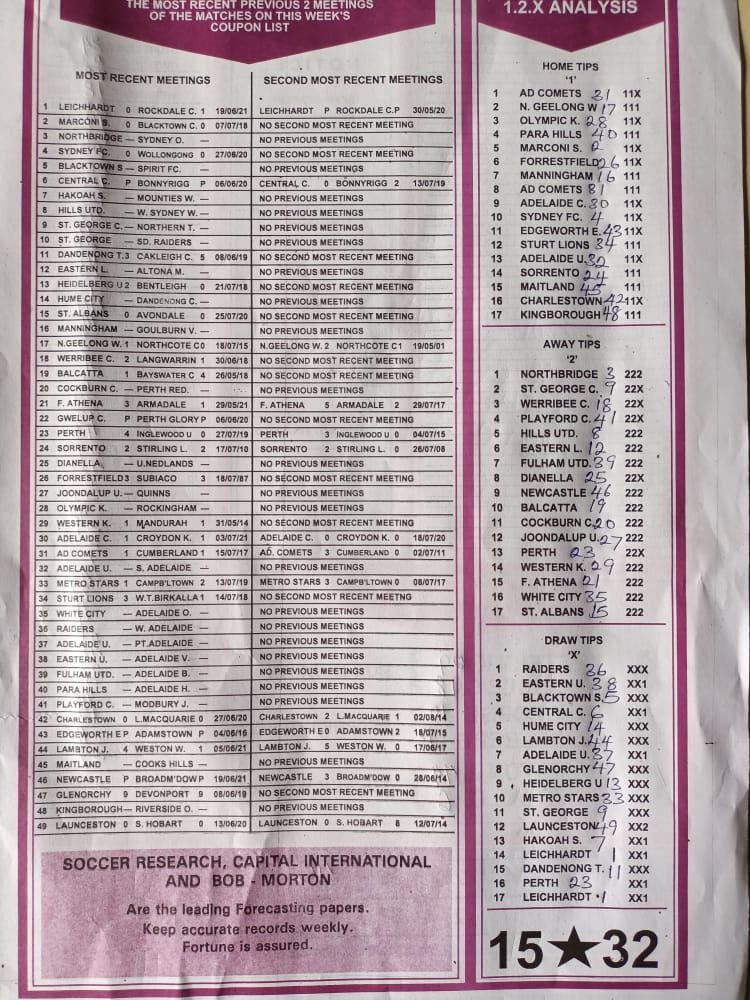 THE MOST RECENT PREVIOUS 2 MEETINGS
OF THE MATCHES ON THIS WEEK'S
COUPON LIST
MOST RECENT MEETINGS SECOND MOST RECENT MEETINGS
1 LEICHHARDT 0 ROCKDALE C. 1 19/06/21 LEICHHARDT P ROCKDALE C.P 30/05/20
2 MARCONI S. 0 BLACKTOWN C. 0 07/07/18 NO SECOND MOST RECENT MEETING
3 NORTHBRIDGE — SYDNEY O. — NO PREVIOUS MEETINGS
4 SYDNEY FC. 0 WOLLONGONG 0 27/06/20 NO SECOND MOST RECENT MEETING
5 BLACKTOWN S — SPIRIT FC. — NO PREVIOUS MEETINGS
6 CENTRAL C. P BONNYRIGG P 06/06/20 CENTRAL C. 0 BONNYRIGG 2 13/07/19
7 HAKOAH S. — MOUNTIES W. — NO PREVIOUS MEETINGS
8 HILLS UTD. — W. SYDNEY W. — NO PREVIOUS MEETINGS
9 ST. GEORGE C. — NORTHERN T. — NO PREVIOUS MEETINGS
10 ST. GEORGE — SD. RAIDERS — NO PREVIOUS MEETINGS
11 DANDENONG T.3 OAKLEIGH C. 5 08/06/19 NO SECOND MOST RECENT MEETING
12 EASTERN L. — ALTONA M. — NO PREVIOUS MEETINGS
13 HEIDELBERG U 2 BENTLEIGH 0 21/07/18 NO SECOND MOST RECENT MEETING
14 HUME CITY — DANDENONG C. — NO PREVIOUS MEETINGS
15 ST. ALBANS 0 AVONDALE 0 25/07/20 NO SECOND MOST RECENT MEETING
16 MANNINGHAM — GOULBURN V. — NO PREVIOUS MEETINGS
17 N.GEELONG W. 1 NORTHCOTE C0 18/07/15 N.GEELONG W. 2 NORTHCOTE C1 19/05/01
18 WERRIBEE C. 2 LANGWARRIN 1 30/06/18 NO SECOND MOST RECENT MEETING
19 BALCATTA 1 BAYSWATER C 4 26/05/18 NO SECOND MOST RECENT MEETING
20 COCKBURN C. — PERTH RED. — NO PREVIOUS MEETINGS
21 F. ATHENA 3 ARMADALE 1 29/05/21 F. ATHENA 5 ARMADALE 2 29/07/17
22 GWELUP C. P PERTH GLORY P 06/06/20 NO SECOND MOST RECENT MEETING
23 PERTH 4 INGLEWOOD U 0 27/07/19 PERTH 3 INGLEWOOD U 0 04/07/15
24 SORRENTO 2 STIRLING L. 2 17/07/10 SORRENTO 2 STIRLING L. 0 26/07/08
25 DIANELLA — U.NEDLANDS — NO PREVIOUS MEETINGS
26 FORRESTFIELD3 SUBIACO 3 18/07/87 NO SECOND MOST RECENT MEETING
27 JOONDALUP U. — QUINNS — NO PREVIOUS MEETINGS
28 OLYMPIC K. — ROCKINGHAM — NO PREVIOUS MEETINGS
29 WESTERN K. 1 MANDURAH 1 31/05/14 NO SECOND MOST RECENT MEETING
30 ADELAIDE C. 1 CROYDON K. 1 03/07/21 ADELAIDE C. 0 CROYDON K. 0 18/07/20
31 AD COMETS 1 CUMBERLAND 1 15/07/17 AD. COMETS 3 CUMBERLAND 0 02/07/11
32 ADELAIDE U. — S. ADELAIDE — NO PREVIOUS MEETINGS
33 METRO STARS 1 CAMPB'LTOWN 2 13/07/19 METRO STARS 3 CAMPB'LTOWN 0 08/07/17
34 STURT LIONS 3 W.T.BIRKALLA 1 14/07/18 NO SECOND MOST RECENT MEETNG
35 WHITE CITY — ADELAIDE O. — NO PREVIOUS MEETINGS
36 RAIDERS — W. ADELAIDE — NO PREVIOUS MEETINGS
37 ADELAIDE U. — PT.ADELAIDE — NO PREVIOUS MEETINGS
38 EASTERN U. — ADELAIDE V. — NO PREVIOUS MEETINGS
39 FULHAM UTD. — ADELAIDE B. — NO PREVIOUS MEETINGS
40 PARA HILLS — ADELAIDE H. — NO PREVIOUS MEETINGS
41 PLAYFORD C. — MODBURY J. — NO PREVIOUS MEETINGS
42 CHARLESTOWN 0 L.MACQUARIE 0 27/06/20 CHARLESTOWN 2 L.MACQUARIE 1 02/08/14
43 EDGEWORTH E P ADAMSTOWN P 04/06/16 EDGEWORTH E 0 ADAMSTOWN 2 18/07/15
44 LAMBTON J. 4 WESTON W. 1 05/06/21 LAMBTON J. 5 WESTON W. 0 17/06/17
45 MAITLAND — COOKS HILLS — NO PREVIOUS MEETINGS
46 NEWCASTLE P BROADM'DOW P 19/06/21 NEWCASTLE 3 BROADM'DOW 0 28/06/14
47 GLENORCHY 9 DEVONPORT 9 08/06/19 NO SECOND MOST RECENT MEETING
48 KINGBOROUGH — RIVERSIDE O. — NO PREVIOUS MEETINGS
49 LAUNCESTON 0 S. HOBART 0 13/06/20 LAUNCESTON 0 S. HOBART 8 12/07/14
SOCCER RESEARCH, CAPITAL INTERNATIONAL
AND BOB - MORTON
Are the leading Forecasting papers.
Keep accurate records weekly.
Fortune is assured.
1.2.X ANALYSIS
HOME TIPS
'1'
1 AD COMETS 31 11X
2 N. GEELONG W 17 111
3 OLYMPIC K. 28 11X
4 PARA HILLS 40 111
5 MARCONI S. 2 11X
6 FORRESTFIELD 26 11X
7 MANNINGHAM 16 111
8 AD COMETS 31 111
9 ADELAIDE C. 30 11X
10 SYDNEY FC. 4 11X
11 EDGEWORTH E. 43 11X
12 STURT LIONS 34 111
13 ADELAIDE U. 32 11X
14 SORRENTO 24 111
15 MAITLAND 45 111
16 CHARLESTOWN 42 11X
17 KINGBOROUGH 48 111
AWAY TIPS
'2'
1 NORTHBRIDGE 3 222
2 ST. GEORGE C. 9 22X
3 WERRIBEE C. 18 22X
4 PLAYFORD C. 41 22X
5 HILLS UTD. 8 222
6 EASTERN L. 12 222
7 FULHAM UTD. 39 222
8 DIANELLA 25 22X
9 NEWCASTLE 46 222
10 BALCATTA 19 222
11 COCKBURN C. 20 222
12 JOONDALUP U. 27 222
13 PERTH 23 22X
14 WESTERN K. 29 222
15 F. ATHENA 21 222
16 WHITE CITY 35 222
17 ST. ALBANS 15 222
DRAW TIPS
'X'
1 RAIDERS 36 XXX
2 EASTERN U. 38 XX1
3 BLACKTOWN S. 5 XXX
4 CENTRAL C. 6 XX1
5 HUME CITY 14 XXX
6 LAMBTON J. 44 XXX
7 ADELAIDE U. 37 XX1
8 GLENORCHY 47 XXX
9 HEIDELBERG U 13 XXX
10 METRO STARS 33 XXX
11 ST. GEORGE 9 XXX
12 LAUNCESTON 49 XX2
13 HAKOAH S. 7 XX1
14 LEICHHARDT 1 XX1
15 DANDENONG T. 11 XXX
16 PERTH 23 XX1
17 LEICHHARDT 1 XX1
15★32